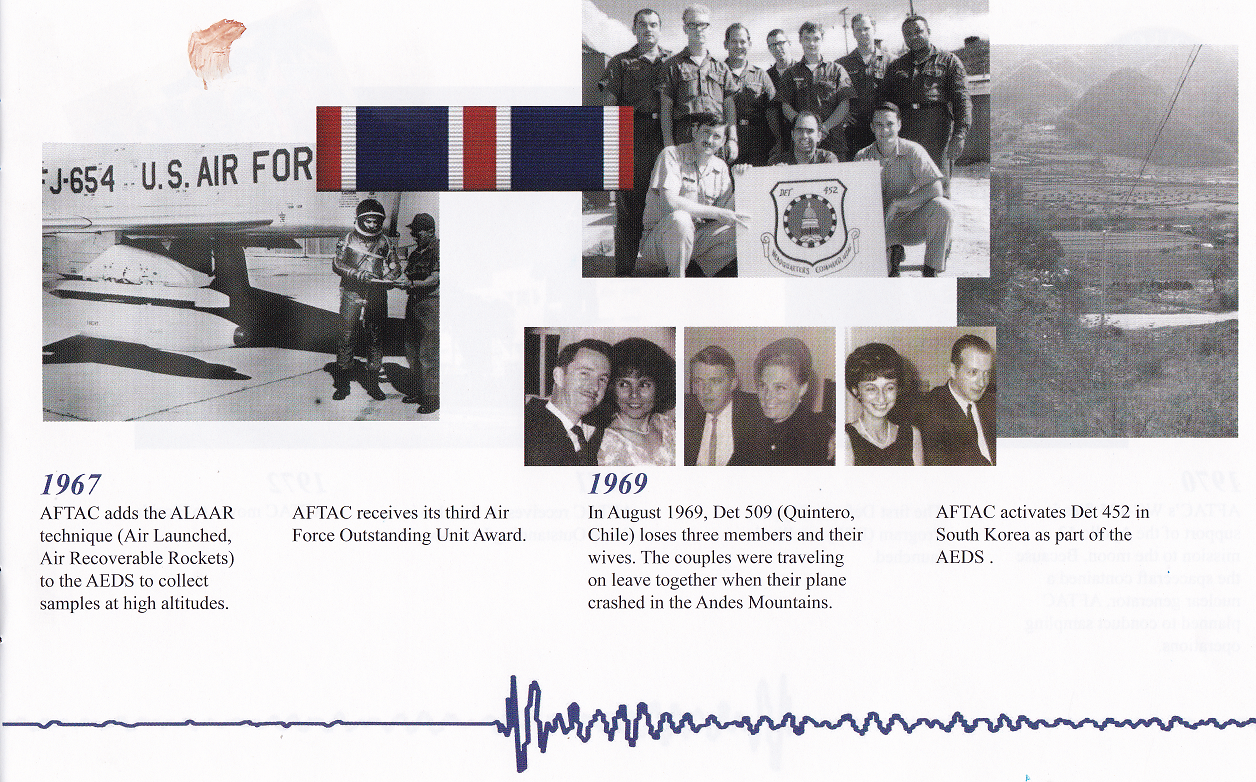 FJ-654 U.S. AIR FOR
DET 452
HEADQUARTERS COMMAND USAF
1967
AFTAC adds the ALAAR
technique (Air Launched,
Air Recoverable Rockets)
to the AEDS to collect
samples at high altitudes.
AFTAC receives its third Air
Force Outstanding Unit Award.
1969
In August 1969, Det 509 (Quintero,
Chile) loses three members and their
wives. The couples were traveling
on leave together when their plane
crashed in the Andes Mountains.
AFTAC activates Det 452 in
South Korea as part of the
AEDS .